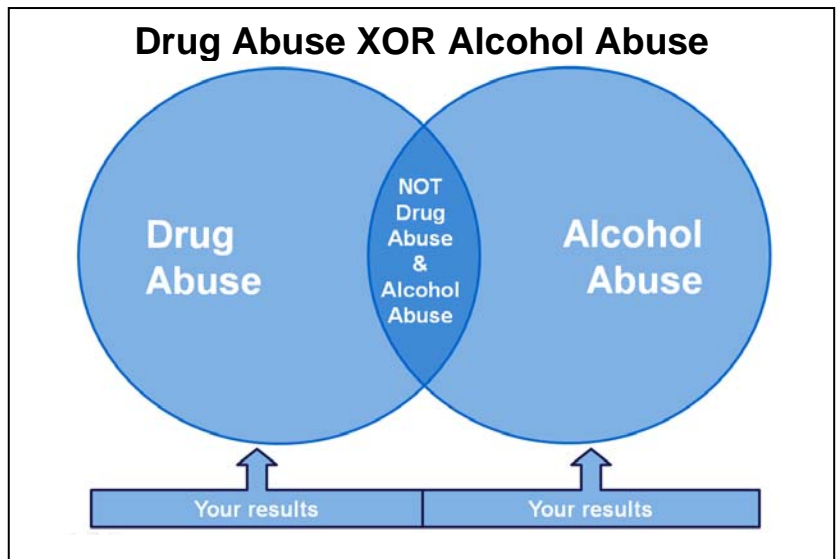 Drug Abuse XOR Alcohol Abuse
Drug
Abuse
NOT
Drug
Abuse
&
Alcohol
Abuse
Alcohol
Abuse
Your results
Your results